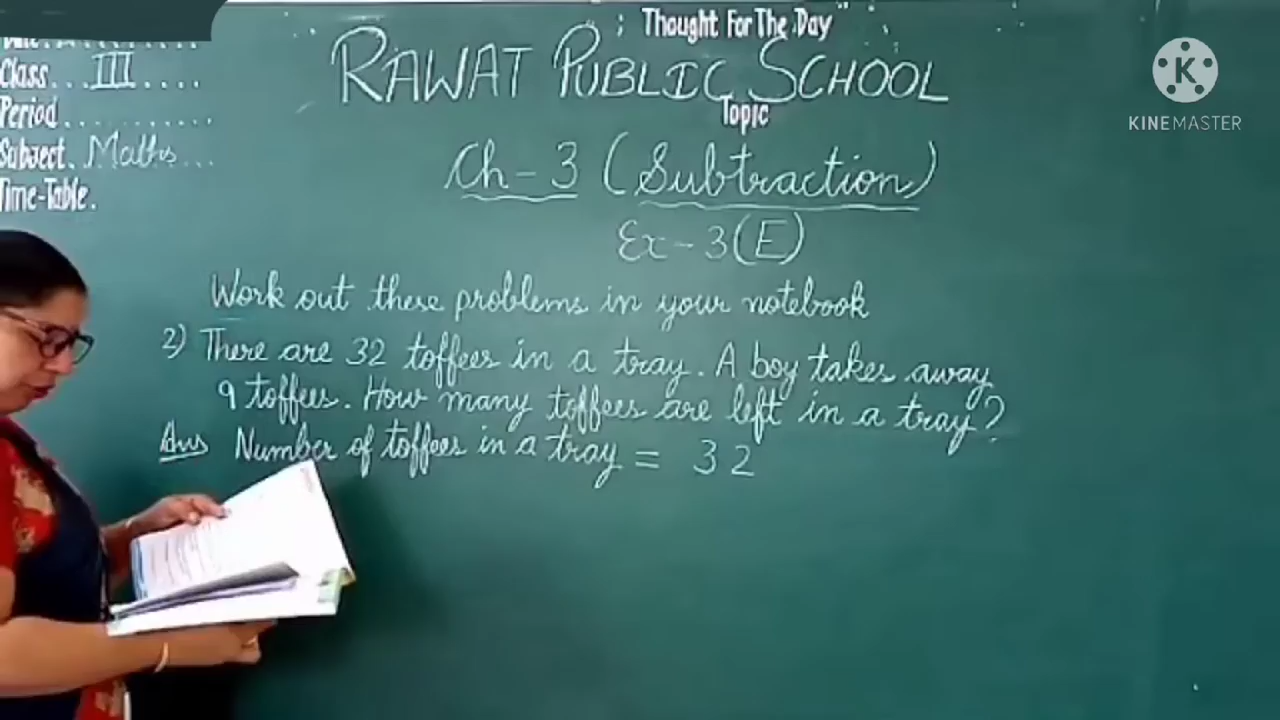 : Thought For The Day
RAWAT PUBLIC SCHOOL
Topic
Class...III....
Period...........
Subject. Maths...
Time-Table.
K
KINEMASTER
Ch-3 (Subtraction)
Ex-3(E)
Work out these problems in your notebook
2) There are 32 toffees in a tray. A boy takes away
9 toffees. How many toffees are left in a tray?
Ans Number of toffees in a tray = 32